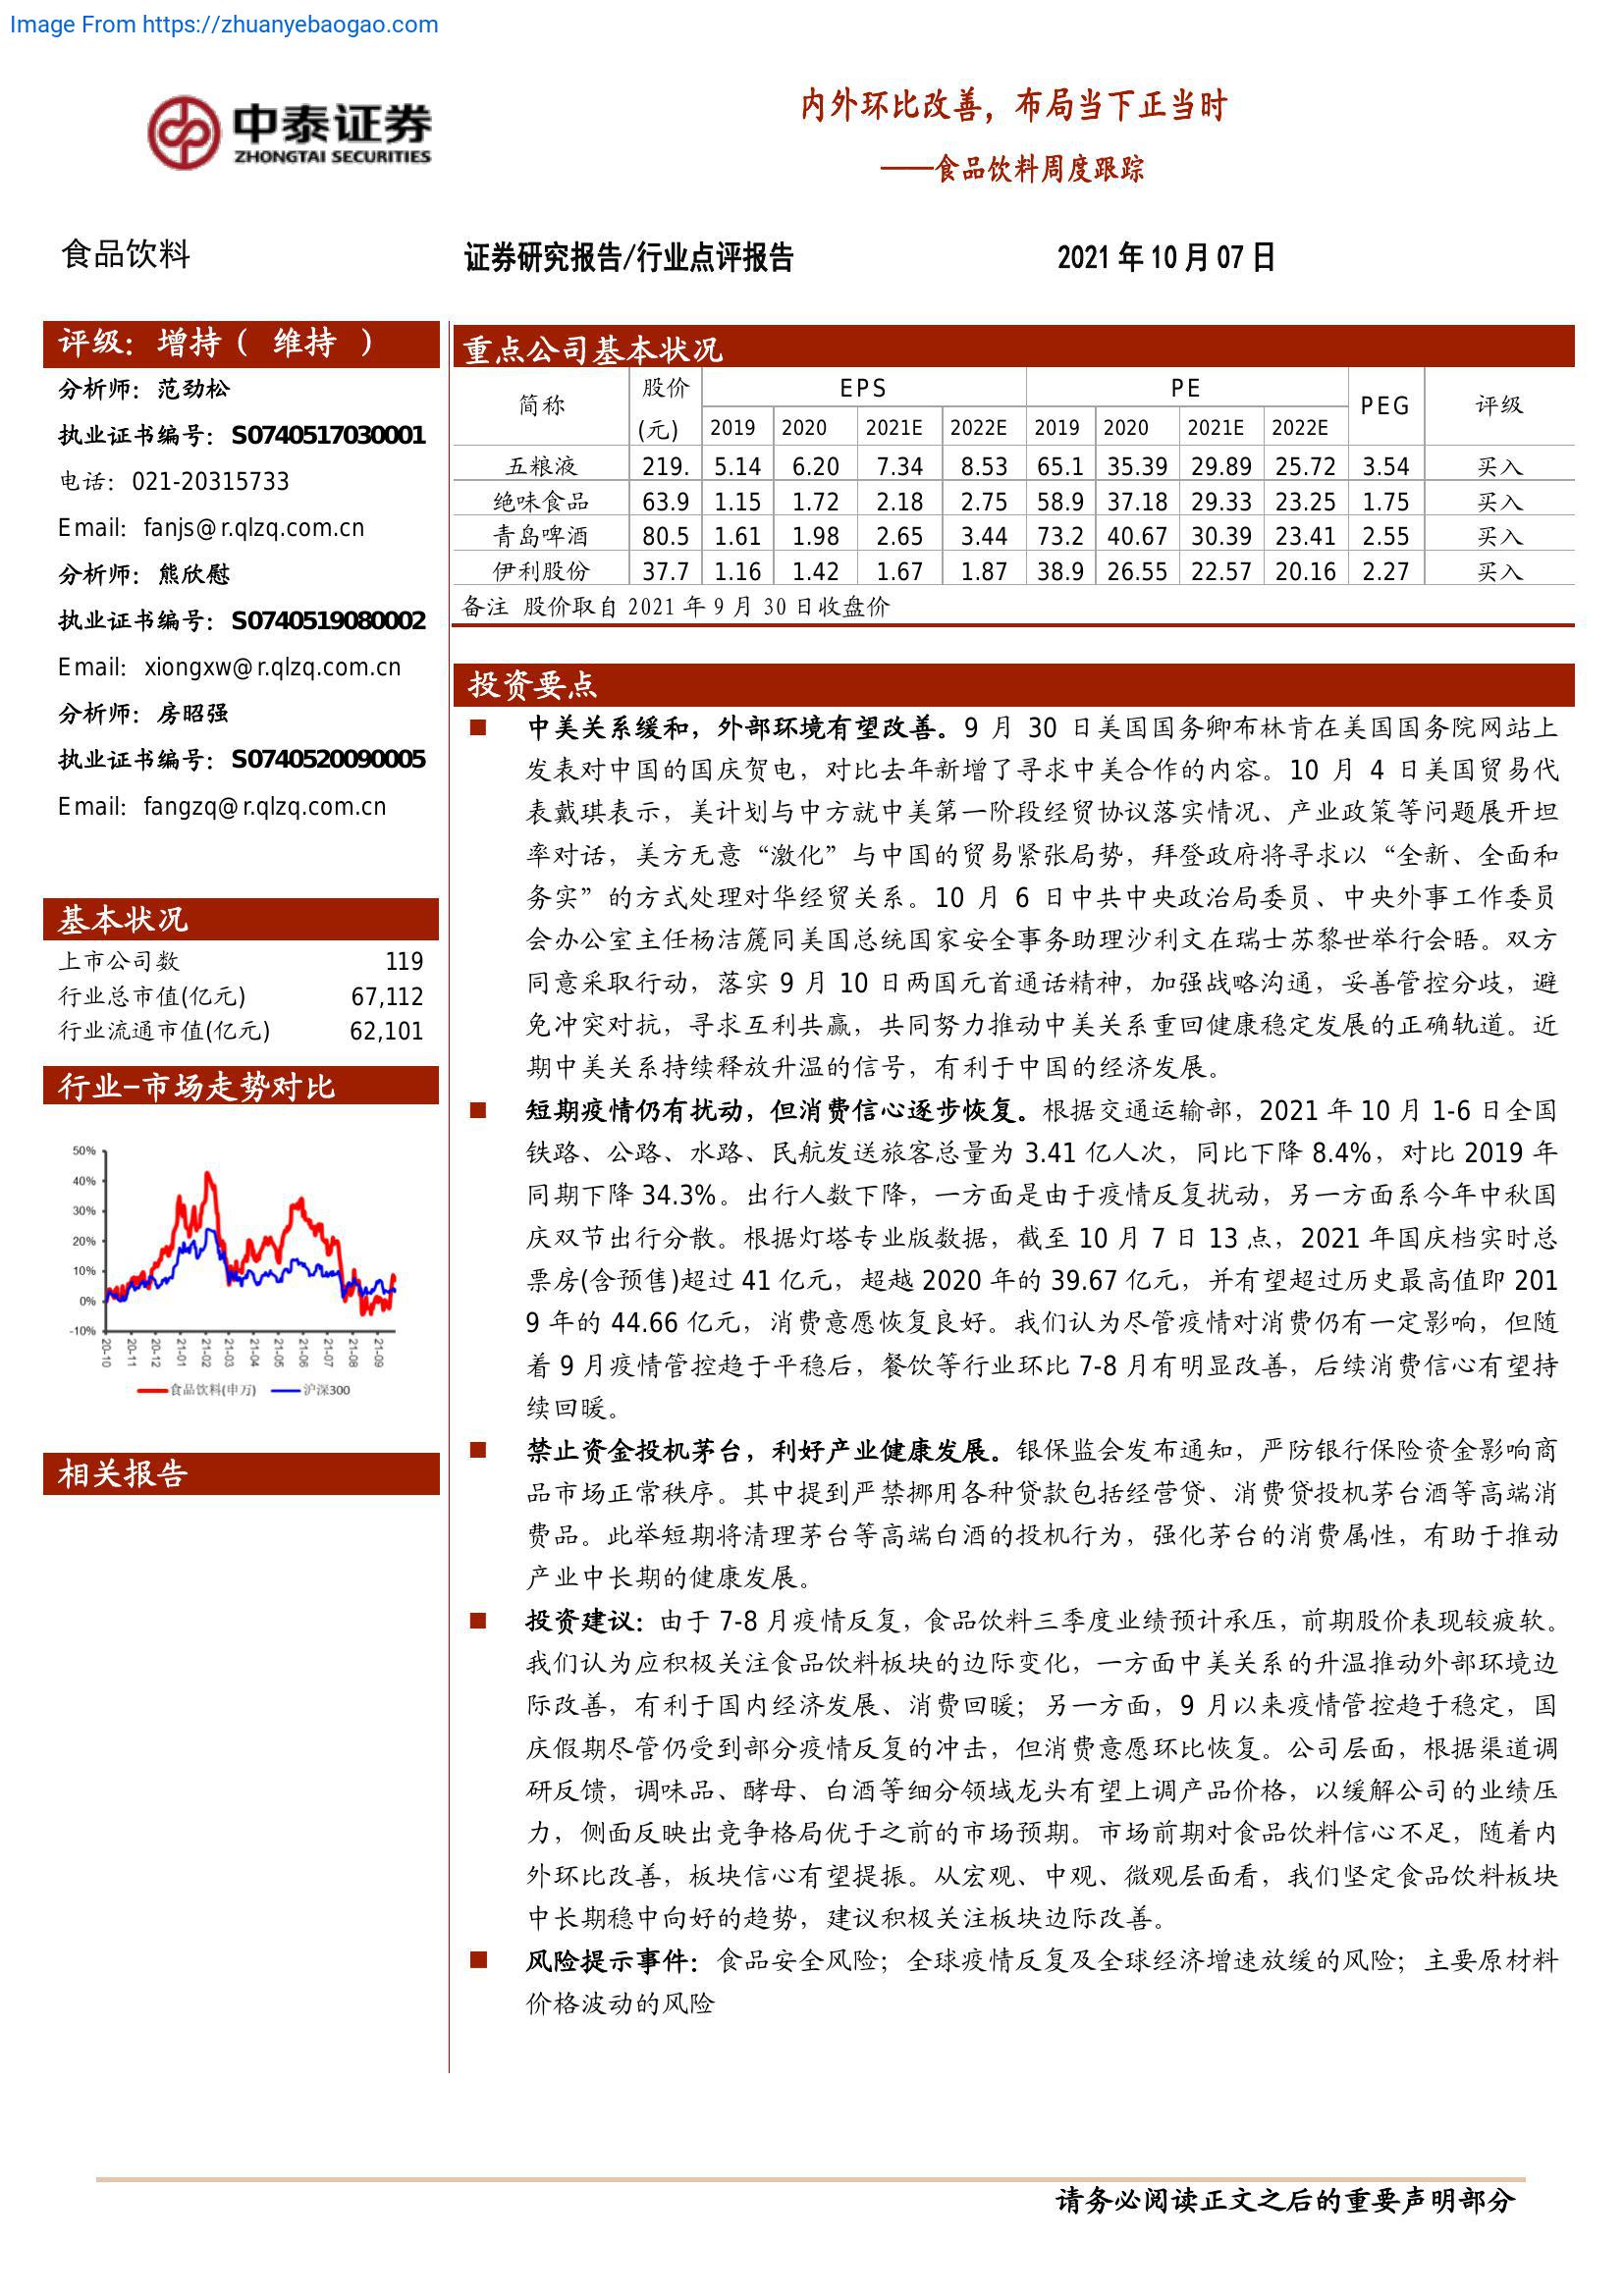 Image From https://zhuanyebaogao.com
中泰证券
ZHONGTAI SECURITIES
内外环比改善，布局当下正当时
——食品饮料周度跟踪
食品饮料
证券研究报告/行业点评报告
2021 年 10 月 07 日
评级：增持（ 维持 ）
分析师：范劲松
执业证书编号：S0740517030001
电话：021-20315733
Email：fanjs@r.qlzq.com.cn
分析师：熊欣慰
执业证书编号：S0740519080002
Email：xiongxw@r.qlzq.com.cn
分析师：房昭强
执业证书编号：S0740520090005
Email：fangzq@r.qlzq.com.cn
基本状况
上市公司数 119
行业总市值(亿元) 67,112
行业流通市值(亿元) 62,101
行业-市场走势对比
50%
40%
30%
20%
10%
0%
-10%
20-10 20-11 20-12 21-01 21-02 21-03 21-04 21-05 21-06 21-07 21-08 21-09
食品饮料(申万) 沪深300
相关报告
重点公司基本状况
简称 股价 EPS PE PEG 评级
(元) 2019 2020 2021E 2022E 2019 2020 2021E 2022E
五粮液 219. 5.14 6.20 7.34 8.53 65.1 35.39 29.89 25.72 3.54 买入
绝味食品 63.9 1.15 1.72 2.18 2.75 58.9 37.18 29.33 23.25 1.75 买入
青岛啤酒 80.5 1.61 1.98 2.65 3.44 73.2 40.67 30.39 23.41 2.55 买入
伊利股份 37.7 1.16 1.42 1.67 1.87 38.9 26.55 22.57 20.16 2.27 买入
备注 股价取自 2021 年 9 月 30 日收盘价
投资要点
■ 中美关系缓和，外部环境有望改善。9 月 30 日美国国务卿布林肯在美国国务院网站上
发表对中国的国庆贺电，对比去年新增了寻求中美合作的内容。10 月 4 日美国贸易代
表戴琪表示，美计划与中方就中美第一阶段经贸协议落实情况、产业政策等问题展开坦
率对话，美方无意“激化”与中国的贸易紧张局势，拜登政府将寻求以“全新、全面和
务实”的方式处理对华经贸关系。10 月 6 日中共中央政治局委员、中央外事工作委员
会办公室主任杨洁篪同美国总统国家安全事务助理沙利文在瑞士苏黎世举行会晤。双方
同意采取行动，落实 9 月 10 日两国元首通话精神，加强战略沟通，妥善管控分歧，避
免冲突对抗，寻求互利共赢，共同努力推动中美关系重回健康稳定发展的正确轨道。近
期中美关系持续释放升温的信号，有利于中国的经济发展。
■ 短期疫情仍有扰动，但消费信心逐步恢复。根据交通运输部，2021 年 10 月 1-6 日全国
铁路、公路、水路、民航发送旅客总量为 3.41 亿人次，同比下降 8.4%，对比 2019 年
同期下降 34.3%。出行人数下降，一方面是由于疫情反复扰动，另一方面系今年中秋国
庆双节出行分散。根据灯塔专业版数据，截至 10 月 7 日 13 点，2021 年国庆档实时总
票房(含预售)超过 41 亿元，超越 2020 年的 39.67 亿元，并有望超过历史最高值即 201
9 年的 44.66 亿元，消费意愿恢复良好。我们认为尽管疫情对消费仍有一定影响，但随
着 9 月疫情管控趋于平稳后，餐饮等行业环比 7-8 月有明显改善，后续消费信心有望持
续回暖。
■ 禁止资金投机茅台，利好产业健康发展。银保监会发布通知，严防银行保险资金影响商
品市场正常秩序。其中提到严禁挪用各种贷款包括经营贷、消费贷投机茅台酒等高端消
费品。此举短期将清理茅台等高端白酒的投机行为，强化茅台的消费属性，有助于推动
产业中长期的健康发展。
■ 投资建议：由于 7-8 月疫情反复，食品饮料三季度业绩预计承压，前期股价表现较疲软。
我们认为应积极关注食品饮料板块的边际变化，一方面中美关系的升温推动外部环境边
际改善，有利于国内经济发展、消费回暖；另一方面，9 月以来疫情管控趋于稳定，国
庆假期尽管仍受到部分疫情反复的冲击，但消费意愿环比恢复。公司层面，根据渠道调
研反馈，调味品、酵母、白酒等细分领域龙头有望上调产品价格，以缓解公司的业绩压
力，侧面反映出竞争格局优于之前的市场预期。市场前期对食品饮料信心不足，随着内
外环比改善，板块信心有望提振。从宏观、中观、微观层面看，我们坚定食品饮料板块
中长期稳中向好的趋势，建议积极关注板块边际改善。
■ 风险提示事件：食品安全风险；全球疫情反复及全球经济增速放缓的风险；主要原材料
价格波动的风险
请务必阅读正文之后的重要声明部分